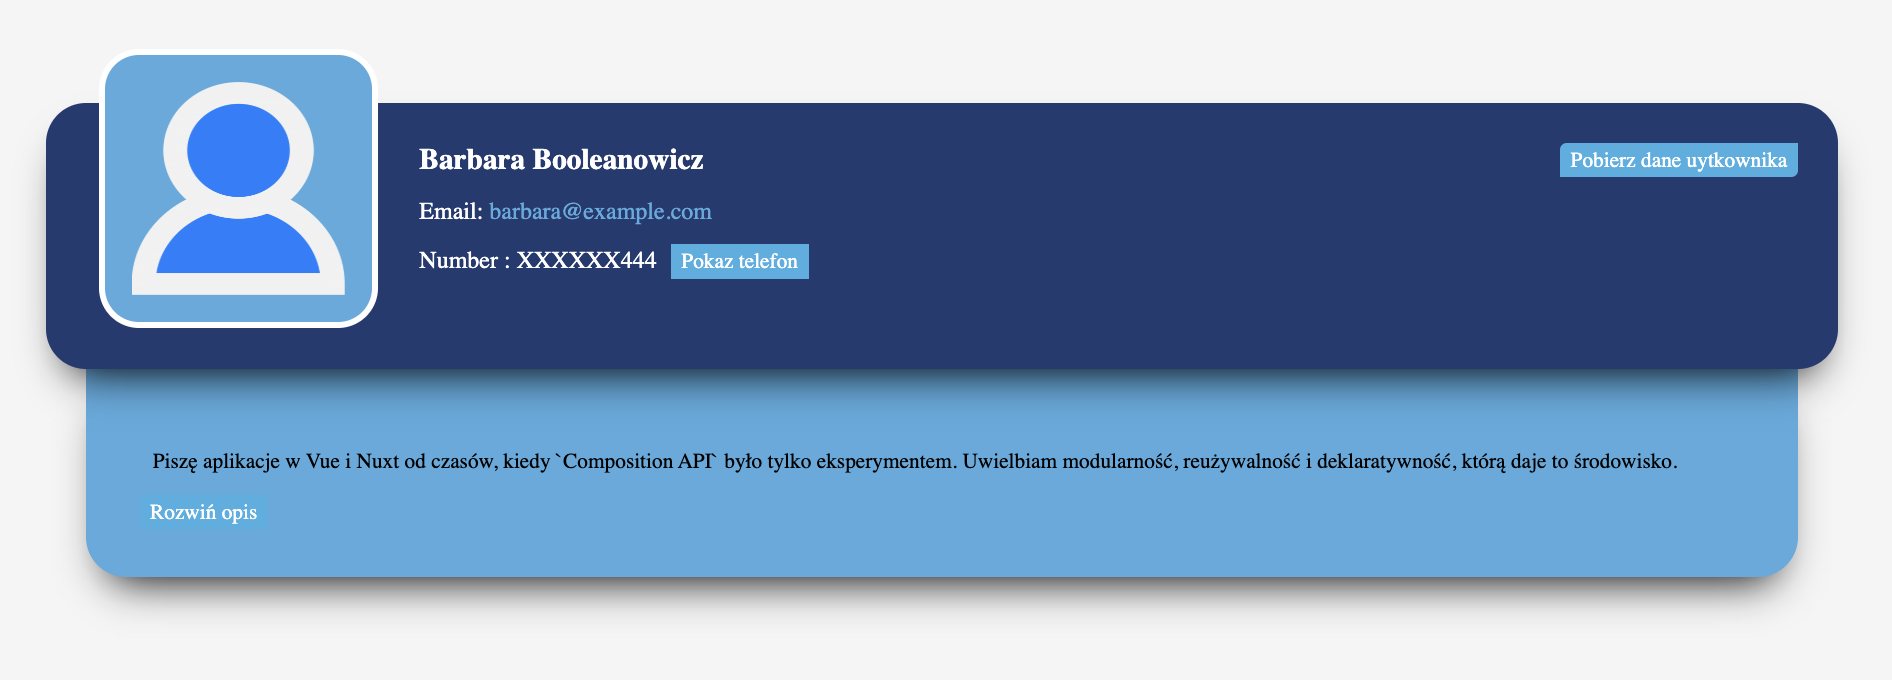 Barbara Booleanowicz
Pobierz dane uytkownika
Email: barbara@example.com
Number : XXXXXX444 Pokaz telefon
Piszę aplikacje w Vue i Nuxt od czasów, kiedy `Composition API` było tylko eksperymentem. Uwielbiam modularność, reużywalność i deklaratywność, którą daje to środowisko.
Rozwiń opis